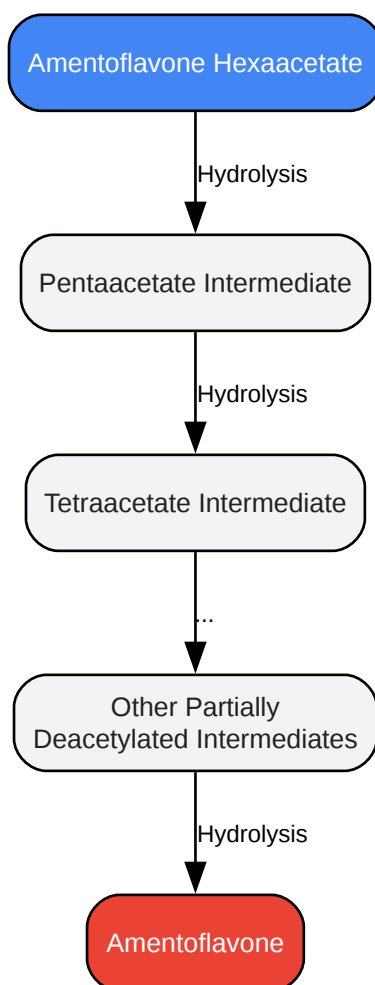 Amentoflavone Hexaacetate
Hydrolysis
Pentaacetate Intermediate
Hydrolysis
Tetraacetate Intermediate
...
Other Partially
Deacetylated Intermediates
Hydrolysis
Amentoflavone